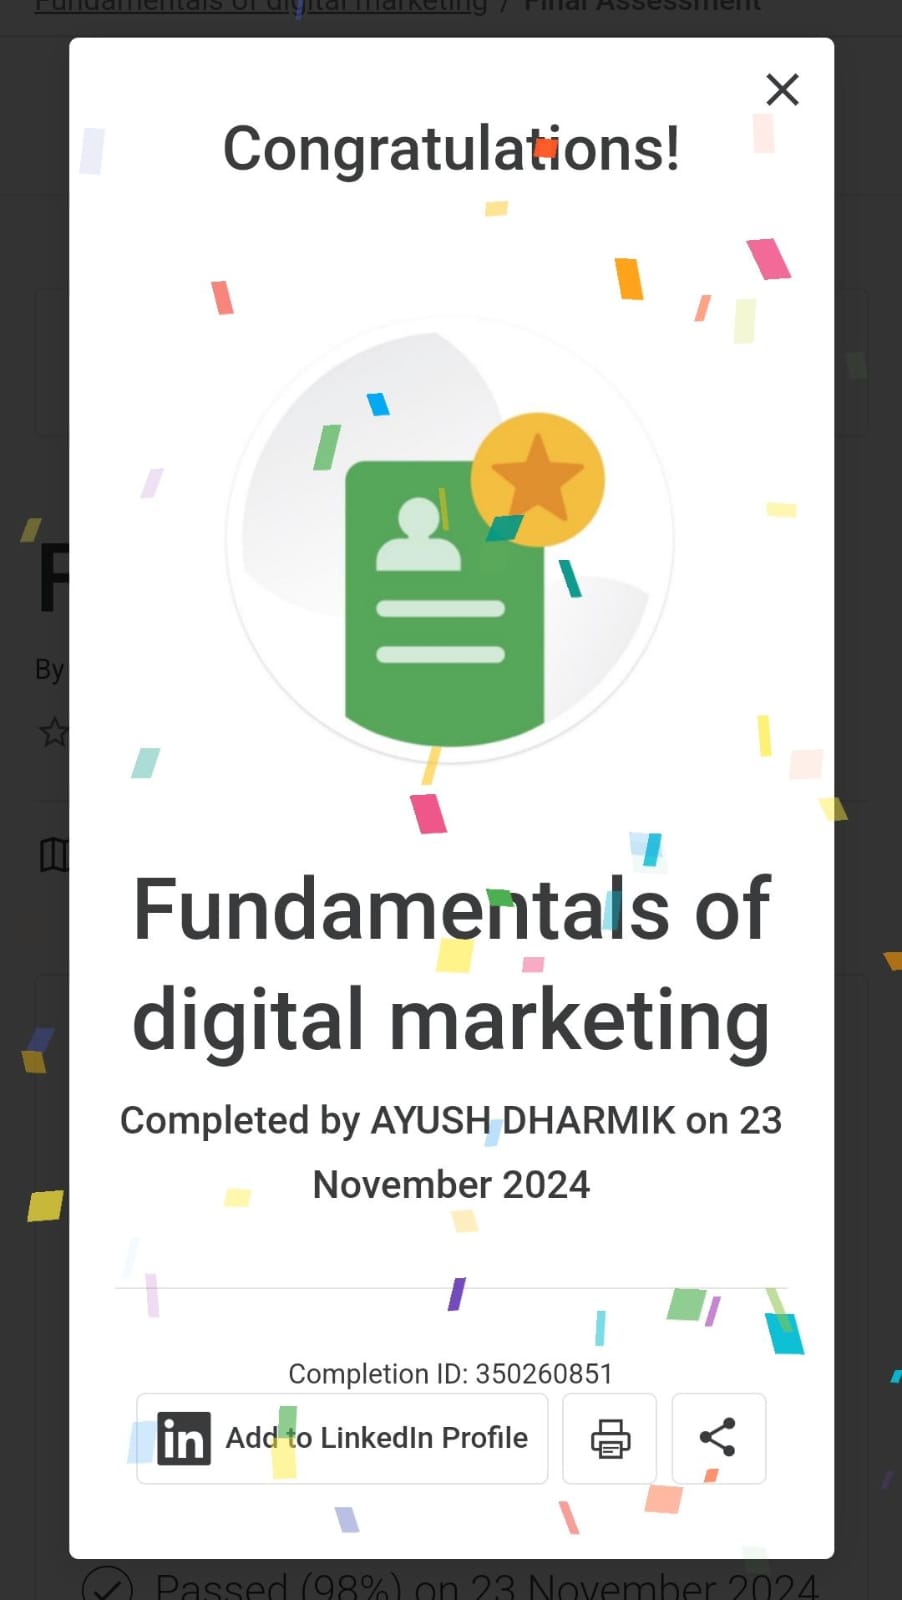 Fundamentals of digital marketing / Final Assessment
Congratulations!
F
By
Fundamentals of
digital marketing
Completed by AYUSH DHARMIK on 23
November 2024
Completion ID: 350260851
in Add to LinkedIn Profile
Passed (98%) on 23 November 2024